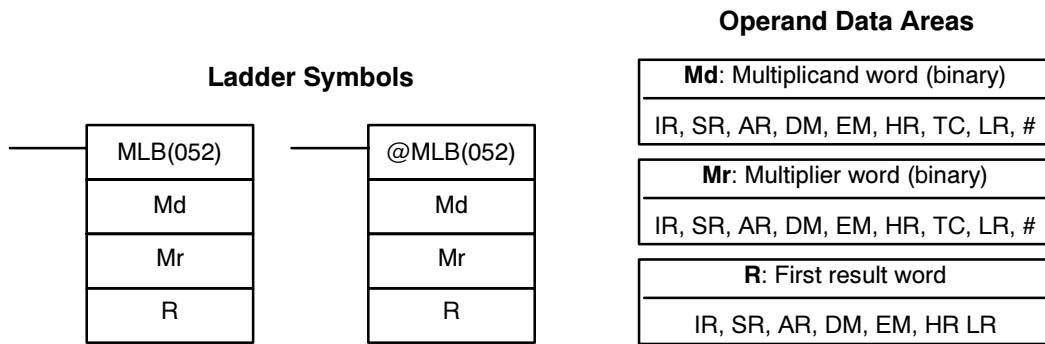 Ladder Symbols
MLB(052)
Md
Mr
R
@MLB(052)
Md
Mr
R
Operand Data Areas
Md: Multiplicand word (binary)
IR, SR, AR, DM, EM, HR, TC, LR, #
Mr: Multiplier word (binary)
IR, SR, AR, DM, EM, HR, TC, LR, #
R: First result word
IR, SR, AR, DM, EM, HR LR